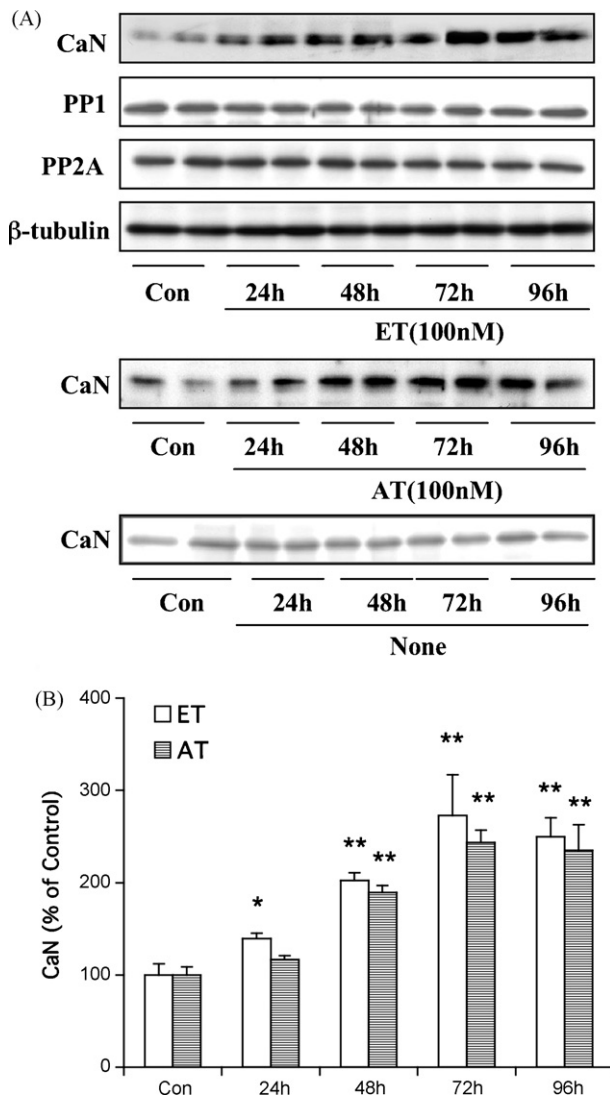 (A)
CaN
PP1
PP2A
β-tubulin
Con 24h 48h 72h 96h
ET(100nM)
CaN
Con 24h 48h 72h 96h
AT(100nM)
CaN
Con 24h 48h 72h 96h
None
(B)
CaN (% of Control)
400
300
200
100
0
ET
AT
*
** **
** **
** **
Con 24h 48h 72h 96h